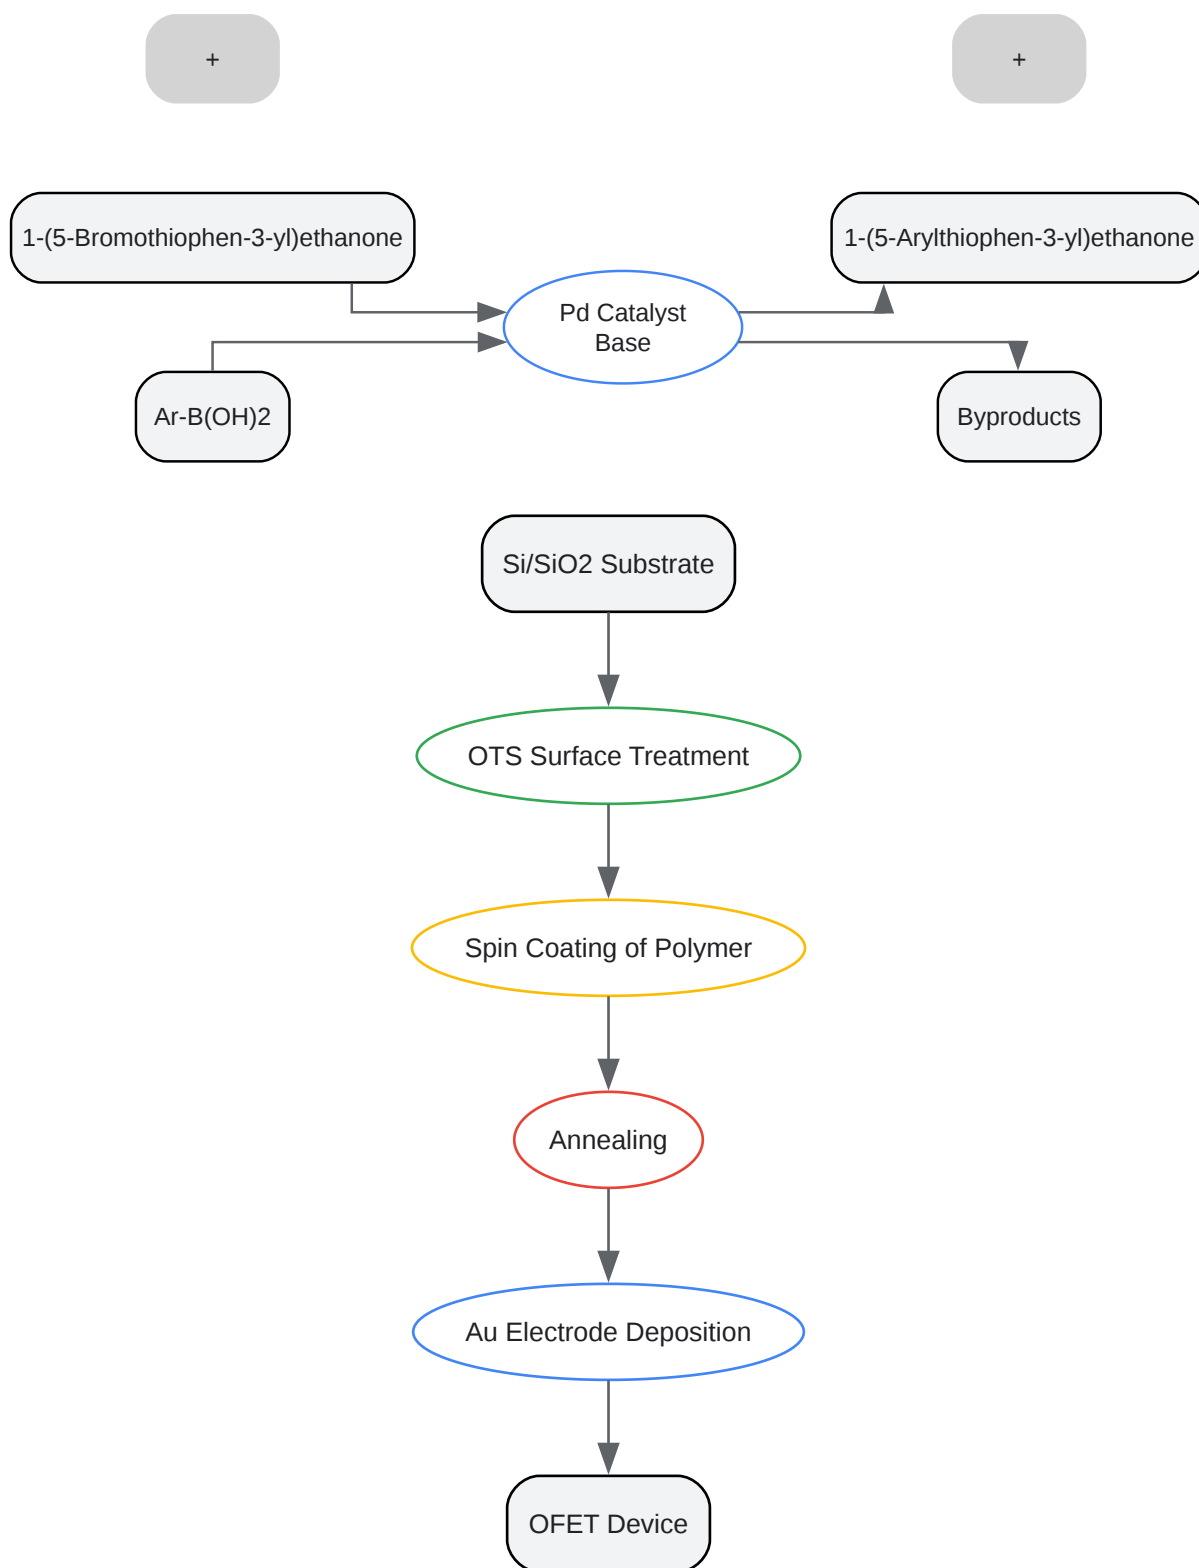 +
+
1-(5-Bromothiophen-3-yl)ethanone
1-(5-Arylthiophen-3-yl)ethanone
Pd Catalyst
Base
Ar-B(OH)2
Byproducts
Si/SiO2 Substrate
OTS Surface Treatment
Spin Coating of Polymer
Annealing
Au Electrode Deposition
OFET Device